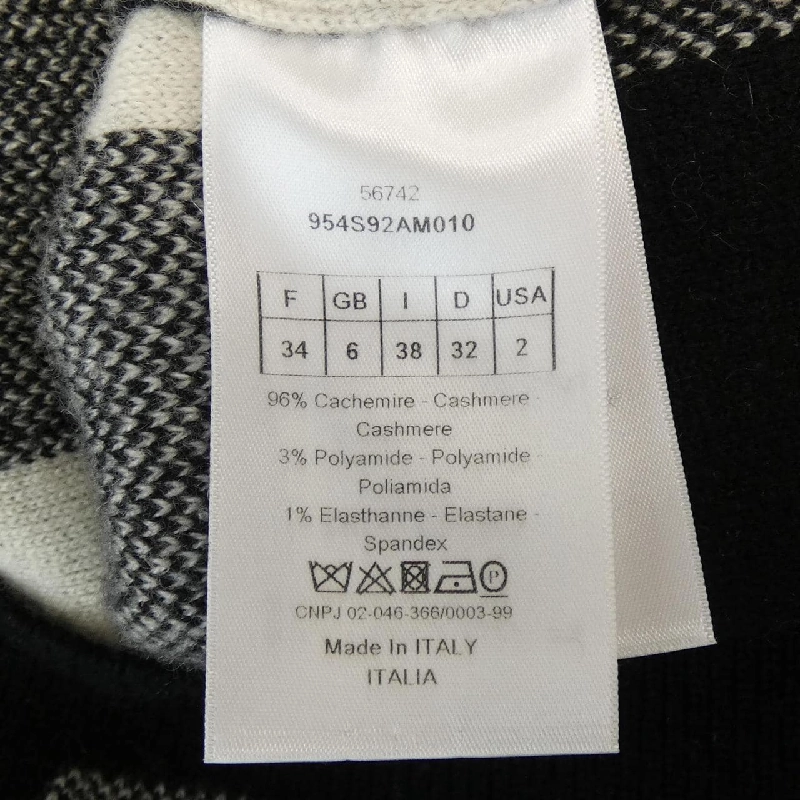 56742
954S92AM010
F GB I D USA
34 6 38 32 2
96% Cachemire - Cashmere -
Cashmere
3% Polyamide - Polyamide
Poliamida
1% Elasthanne - Elastane -
Spandex
P
CNPJ 02-046-366/0003-99
Made In ITALY
ITALIA